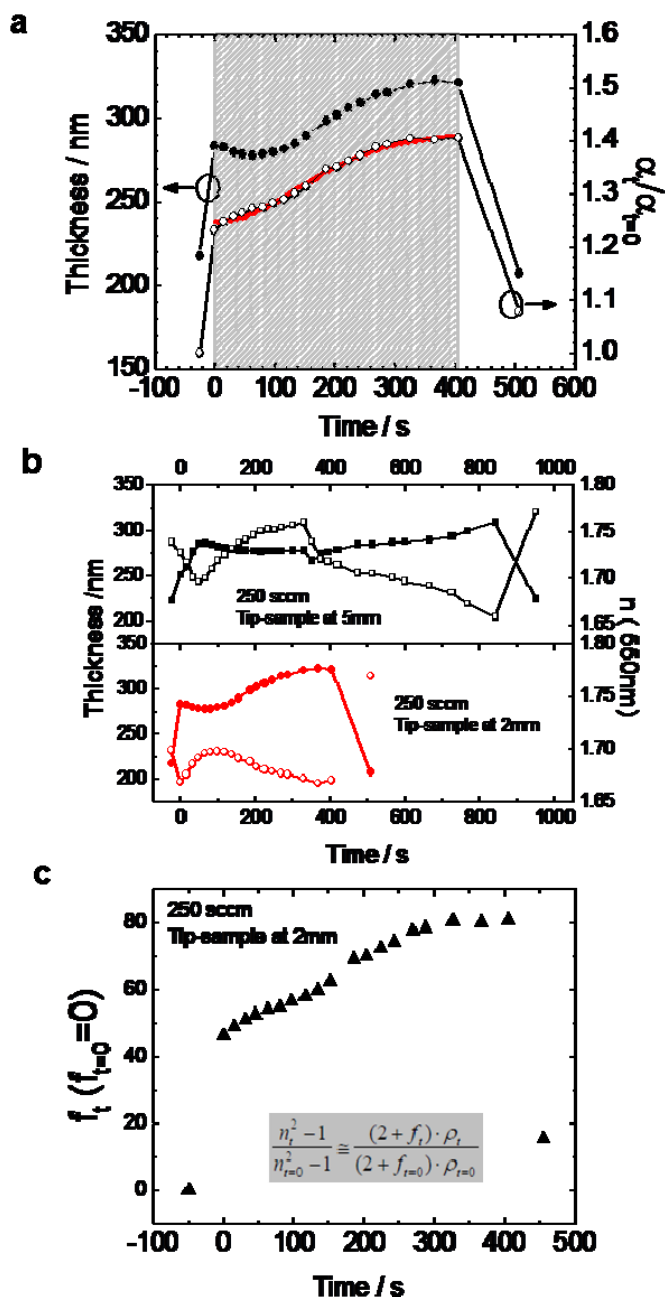 a
350
300
250
200
150
Thickness / nm
1.6
1.5
1.4
1.3
1.2
1.1
1.0
αt/αt=0
-100 0 100 200 300 400 500 600
Time / s
b
0 200 400 600 800 1000
350
300
250
200
Thickness /nm
250 sccm
Tip-sample at 5mm
1.80
1.75
1.70
1.65
n ( 550nm)
350
300
250
200
Thickness / nm
250 sccm
Tip-sample at 2mm
1.80
1.75
1.70
1.65
0 200 400 600 800 1000
Time / s
c
250 sccm
Tip-sample at 2mm
80
60
40
20
0
f_t ( f_t=0=0)
(n_t^2 − 1)/(n_t=0^2 − 1) ≅ ((2 + f_t) · ρ_t)/((2 + f_t=0) · ρ_t=0)
-100 0 100 200 300 400 500
Time / s